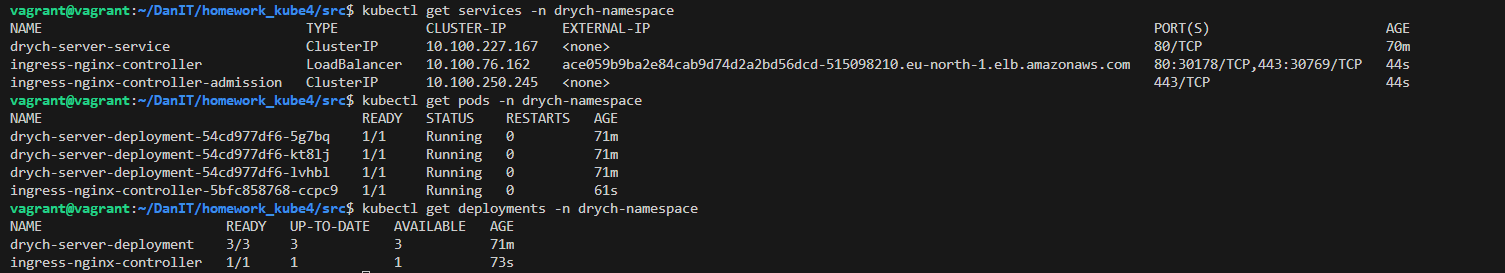 vagrant@vagrant:~/DanIT/homework_kube4/src$ kubectl get services -n drych-namespace
NAME TYPE CLUSTER-IP EXTERNAL-IP PORT(S) AGE
drych-server-service ClusterIP 10.100.227.167 <none> 80/TCP 70m
ingress-nginx-controller LoadBalancer 10.100.76.162 ace059b9ba2e84cab9d74d2a2bd56dcd-515098210.eu-north-1.elb.amazonaws.com 80:30178/TCP,443:30769/TCP 44s
ingress-nginx-controller-admission ClusterIP 10.100.250.245 <none> 443/TCP 44s
vagrant@vagrant:~/DanIT/homework_kube4/src$ kubectl get pods -n drych-namespace
NAME READY STATUS RESTARTS AGE
drych-server-deployment-54cd977df6-5g7bq 1/1 Running 0 71m
drych-server-deployment-54cd977df6-kt8lj 1/1 Running 0 71m
drych-server-deployment-54cd977df6-lvhbl 1/1 Running 0 71m
ingress-nginx-controller-5bfc858768-ccpc9 1/1 Running 0 61s
vagrant@vagrant:~/DanIT/homework_kube4/src$ kubectl get deployments -n drych-namespace
NAME READY UP-TO-DATE AVAILABLE AGE
drych-server-deployment 3/3 3 3 71m
ingress-nginx-controller 1/1 1 1 73s